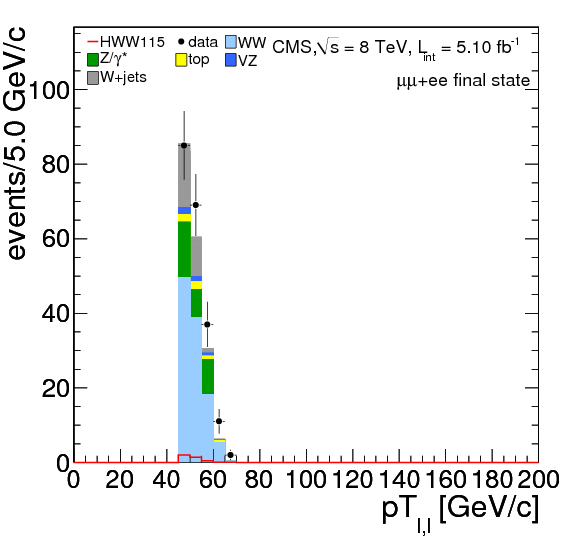 HWW115 data WW CMS,√s = 8 TeV, L_int = 5.10 fb⁻¹
Z/γ* top VZ
W+jets μμ+ee final state
events/5.0 GeV/c
100
80
60
40
20
0
0 20 40 60 80 100 120 140 160 180 200
pT_l,l [GeV/c]